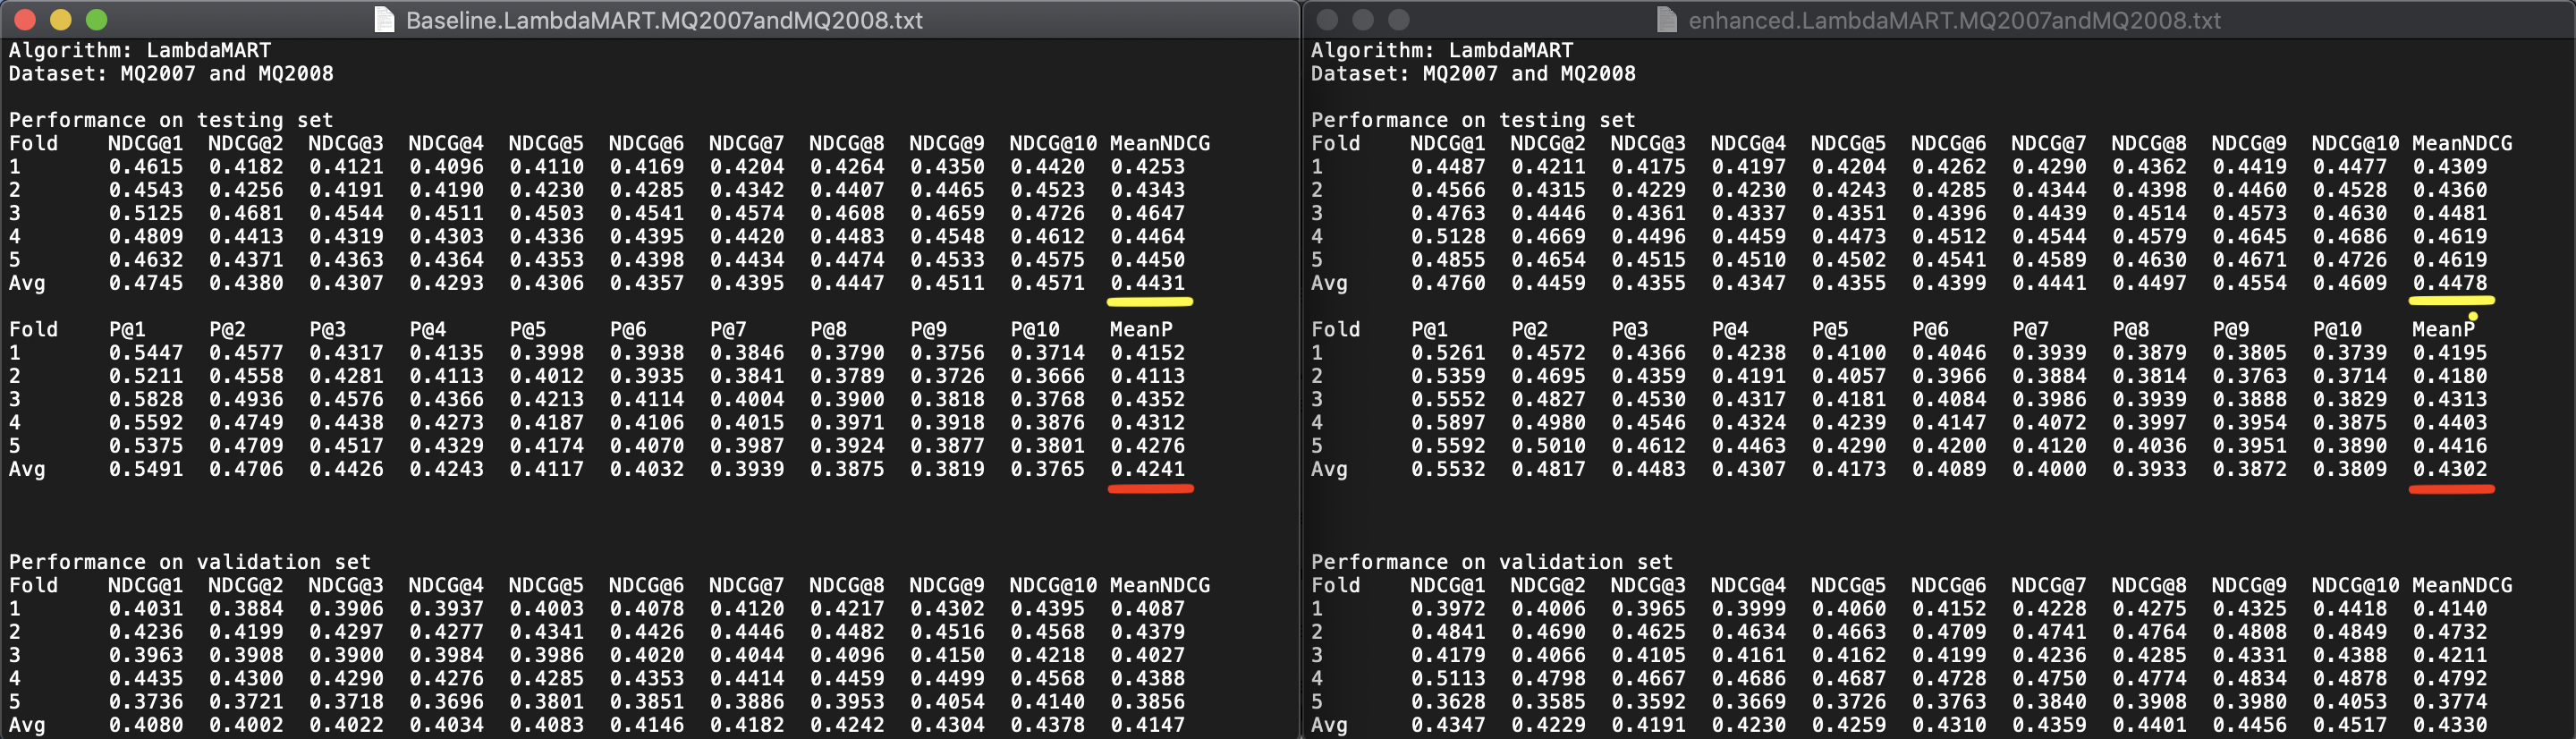 Baseline.LambdaMART.MQ2007andMQ2008.txt
Algorithm: LambdaMART
Dataset: MQ2007 and MQ2008
Performance on testing set
Fold NDCG@1 NDCG@2 NDCG@3 NDCG@4 NDCG@5 NDCG@6 NDCG@7 NDCG@8 NDCG@9 NDCG@10 MeanNDCG
1 0.4615 0.4182 0.4121 0.4096 0.4110 0.4169 0.4204 0.4264 0.4350 0.4420 0.4253
2 0.4543 0.4256 0.4191 0.4190 0.4230 0.4285 0.4342 0.4407 0.4465 0.4523 0.4343
3 0.5125 0.4681 0.4544 0.4511 0.4503 0.4541 0.4574 0.4608 0.4659 0.4726 0.4647
4 0.4809 0.4413 0.4319 0.4303 0.4336 0.4395 0.4420 0.4483 0.4548 0.4612 0.4464
5 0.4632 0.4371 0.4363 0.4364 0.4353 0.4398 0.4434 0.4474 0.4533 0.4575 0.4450
Avg 0.4745 0.4380 0.4307 0.4293 0.4306 0.4357 0.4395 0.4447 0.4511 0.4571 0.4431
Fold P@1 P@2 P@3 P@4 P@5 P@6 P@7 P@8 P@9 P@10 MeanP
1 0.5447 0.4577 0.4317 0.4135 0.3998 0.3938 0.3846 0.3790 0.3756 0.3714 0.4152
2 0.5211 0.4558 0.4281 0.4113 0.4012 0.3935 0.3841 0.3789 0.3726 0.3666 0.4113
3 0.5828 0.4936 0.4576 0.4366 0.4213 0.4114 0.4004 0.3900 0.3818 0.3768 0.4352
4 0.5592 0.4749 0.4438 0.4273 0.4187 0.4106 0.4015 0.3971 0.3918 0.3876 0.4312
5 0.5375 0.4709 0.4517 0.4329 0.4174 0.4070 0.3987 0.3924 0.3877 0.3801 0.4276
Avg 0.5491 0.4706 0.4426 0.4243 0.4117 0.4032 0.3939 0.3875 0.3819 0.3765 0.4241
Performance on validation set
Fold NDCG@1 NDCG@2 NDCG@3 NDCG@4 NDCG@5 NDCG@6 NDCG@7 NDCG@8 NDCG@9 NDCG@10 MeanNDCG
1 0.4031 0.3884 0.3906 0.3937 0.4003 0.4078 0.4120 0.4217 0.4302 0.4395 0.4087
2 0.4236 0.4199 0.4297 0.4277 0.4341 0.4426 0.4446 0.4482 0.4516 0.4568 0.4379
3 0.3963 0.3908 0.3900 0.3984 0.3986 0.4020 0.4044 0.4096 0.4150 0.4218 0.4027
4 0.4435 0.4300 0.4290 0.4276 0.4285 0.4353 0.4414 0.4459 0.4499 0.4568 0.4388
5 0.3736 0.3721 0.3718 0.3696 0.3801 0.3851 0.3886 0.3953 0.4054 0.4140 0.3856
Avg 0.4080 0.4002 0.4022 0.4034 0.4083 0.4146 0.4182 0.4242 0.4304 0.4378 0.4147
enhanced.LambdaMART.MQ2007andMQ2008.txt
Algorithm: LambdaMART
Dataset: MQ2007 and MQ2008
Performance on testing set
Fold NDCG@1 NDCG@2 NDCG@3 NDCG@4 NDCG@5 NDCG@6 NDCG@7 NDCG@8 NDCG@9 NDCG@10 MeanNDCG
1 0.4487 0.4211 0.4175 0.4197 0.4204 0.4262 0.4290 0.4362 0.4419 0.4477 0.4309
2 0.4566 0.4315 0.4229 0.4230 0.4243 0.4285 0.4344 0.4398 0.4460 0.4528 0.4360
3 0.4763 0.4446 0.4361 0.4337 0.4351 0.4396 0.4439 0.4514 0.4573 0.4630 0.4481
4 0.5128 0.4669 0.4496 0.4459 0.4473 0.4512 0.4544 0.4579 0.4645 0.4686 0.4619
5 0.4855 0.4654 0.4515 0.4510 0.4502 0.4541 0.4589 0.4630 0.4671 0.4726 0.4619
Avg 0.4760 0.4459 0.4355 0.4347 0.4355 0.4399 0.4441 0.4497 0.4554 0.4609 0.4478
Fold P@1 P@2 P@3 P@4 P@5 P@6 P@7 P@8 P@9 P@10 MeanP
1 0.5261 0.4572 0.4366 0.4238 0.4100 0.4046 0.3939 0.3879 0.3805 0.3739 0.4195
2 0.5359 0.4695 0.4359 0.4191 0.4057 0.3966 0.3884 0.3814 0.3763 0.3714 0.4180
3 0.5552 0.4827 0.4530 0.4317 0.4181 0.4084 0.3986 0.3939 0.3888 0.3829 0.4313
4 0.5897 0.4980 0.4546 0.4324 0.4239 0.4147 0.4072 0.3997 0.3954 0.3875 0.4403
5 0.5592 0.5010 0.4612 0.4463 0.4290 0.4200 0.4120 0.4036 0.3951 0.3890 0.4416
Avg 0.5532 0.4817 0.4483 0.4307 0.4173 0.4089 0.4000 0.3933 0.3872 0.3809 0.4302
Performance on validation set
Fold NDCG@1 NDCG@2 NDCG@3 NDCG@4 NDCG@5 NDCG@6 NDCG@7 NDCG@8 NDCG@9 NDCG@10 MeanNDCG
1 0.3972 0.4006 0.3965 0.3999 0.4060 0.4152 0.4228 0.4275 0.4325 0.4418 0.4140
2 0.4841 0.4690 0.4625 0.4634 0.4663 0.4709 0.4741 0.4764 0.4808 0.4849 0.4732
3 0.4179 0.4066 0.4105 0.4161 0.4162 0.4199 0.4236 0.4285 0.4331 0.4388 0.4211
4 0.5113 0.4798 0.4667 0.4686 0.4687 0.4728 0.4750 0.4774 0.4834 0.4878 0.4792
5 0.3628 0.3585 0.3592 0.3669 0.3726 0.3763 0.3840 0.3908 0.3980 0.4053 0.3774
Avg 0.4347 0.4229 0.4191 0.4230 0.4259 0.4310 0.4359 0.4401 0.4456 0.4517 0.4330